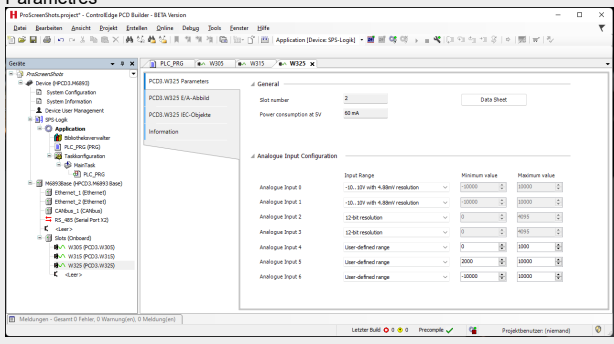 Paramètres
ProScreenShots.project* - ControlEdge PCD Builder - BETA Version
Datei Bearbeiten Ansicht Projekt Erstellen Online Debug Tools Fenster Hilfe
Application [Device: SPS-Logik]
Geräte
PLC_PRG W305 W315 W325
ProScreenShots
Device (HPCD3.M6893)
System Configuration
System Information
Device User Management
SPS-Logik
Application
Bibliotheksverwalter
PLC_PRG (PRG)
Taskkonfiguration
MainTask
PLC_PRG
M6893Base (HPCD3.M6893 Base)
Ethernet_1 (Ethernet)
Ethernet_2 (Ethernet)
CANbus_1 (CANbus)
RS_485 (Serial Port X2)
<Leer>
Slots (Onboard)
W305 (PCD3.W305)
W315 (PCD3.W315)
W325 (PCD3.W325)
<Leer>
PCD3.W325 Parameters
PCD3.W325 E/A-Abbild
PCD3.W325 IEC-Objekte
Information
General
Slot number 2 Data Sheet
Power consumption at 5V 60 mA
Analogue Input Configuration
Input Range Minimum value Maximum value
Analogue Input 0 -10..10V with 4.88mV resolution -10000 10000
Analogue Input 1 -10..10V with 4.88mV resolution -10000 10000
Analogue Input 2 12-bit resolution 0 4095
Analogue Input 3 12-bit resolution 0 4095
Analogue Input 4 User-defined range 0 1000
Analogue Input 5 User-defined range 2000 10000
Analogue Input 6 User-defined range -10000 10000
Meldungen - Gesamt 0 Fehler, 0 Warnung(en), 0 Meldung(en)
Letzter Build 0 0 Precompile Projektbenutzer: (niemand)